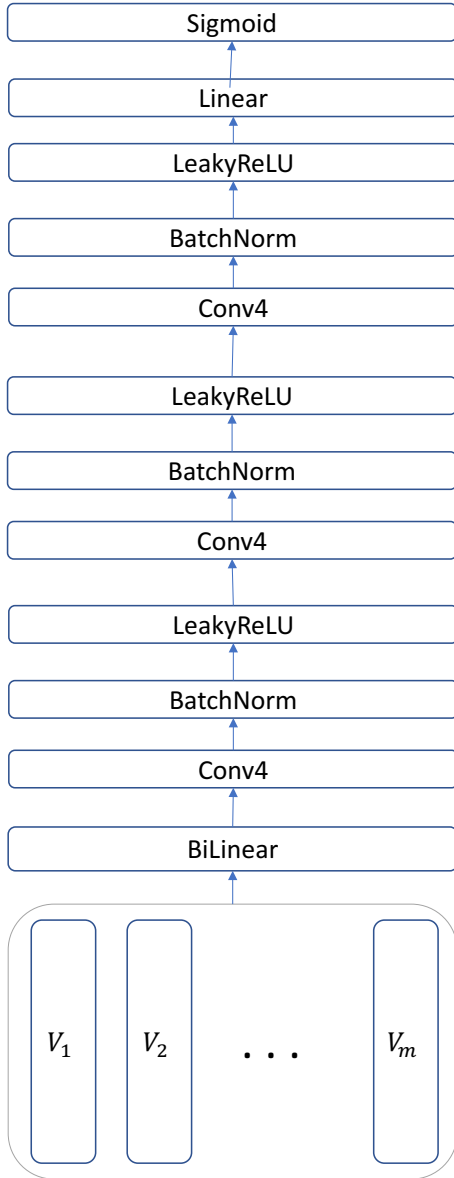 Sigmoid
Linear
LeakyReLU
BatchNorm
Conv4
LeakyReLU
BatchNorm
Conv4
LeakyReLU
BatchNorm
Conv4
BiLinear
V₁ V₂ . . . Vₘ